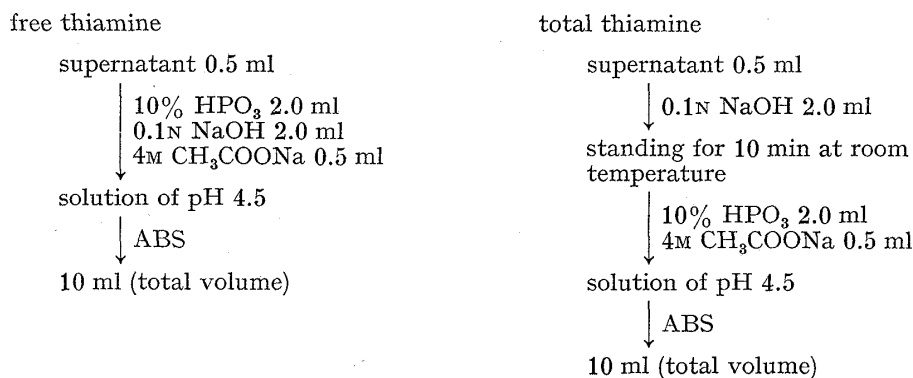 free thiamine
supernatant 0.5 ml
10% HPO₃ 2.0 ml
0.1N NaOH 2.0 ml
4M CH₃COONa 0.5 ml
solution of pH 4.5
ABS
10 ml (total volume)
total thiamine
supernatant 0.5 ml
0.1N NaOH 2.0 ml
standing for 10 min at room
temperature
10% HPO₃ 2.0 ml
4M CH₃COONa 0.5 ml
solution of pH 4.5
ABS
10 ml (total volume)